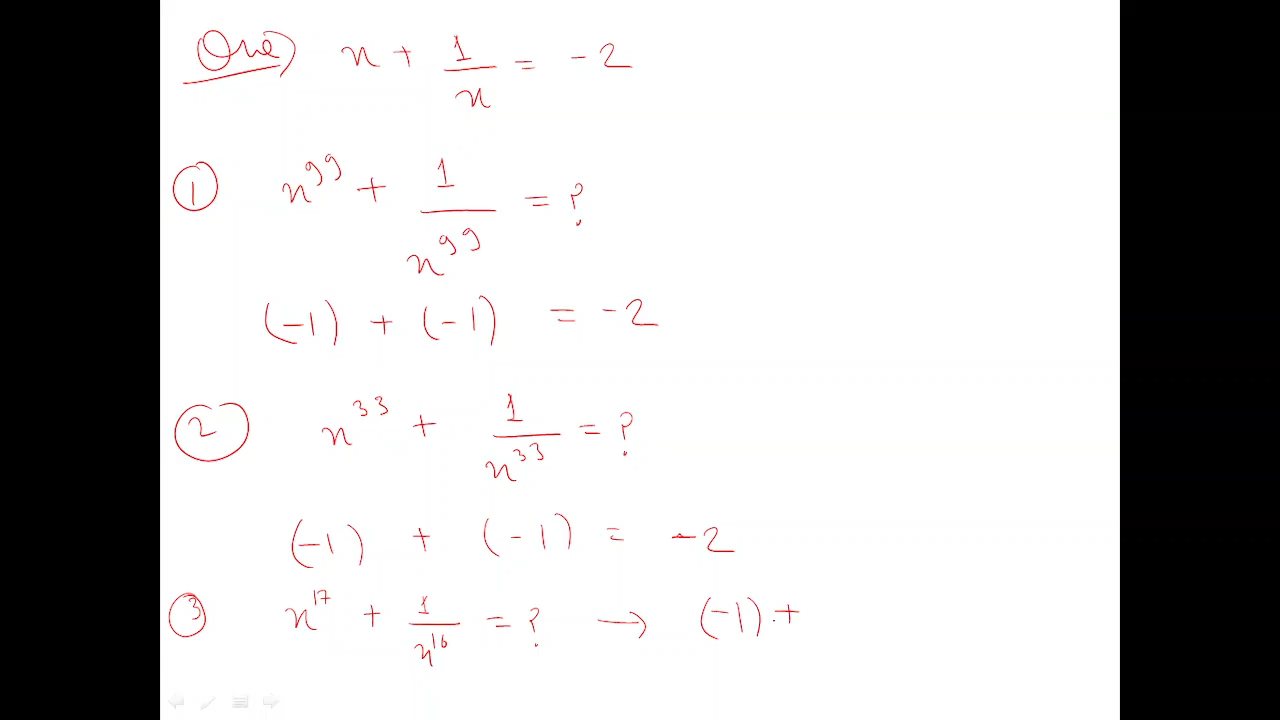 Que) x + 1/x = -2
① x^99 + 1/x^99 = ?
(-1) + (-1) = -2
② x^33 + 1/x^33 = ?
(-1) + (-1) = -2
③ x^17 + 1/x^16 = ? → (-1) +